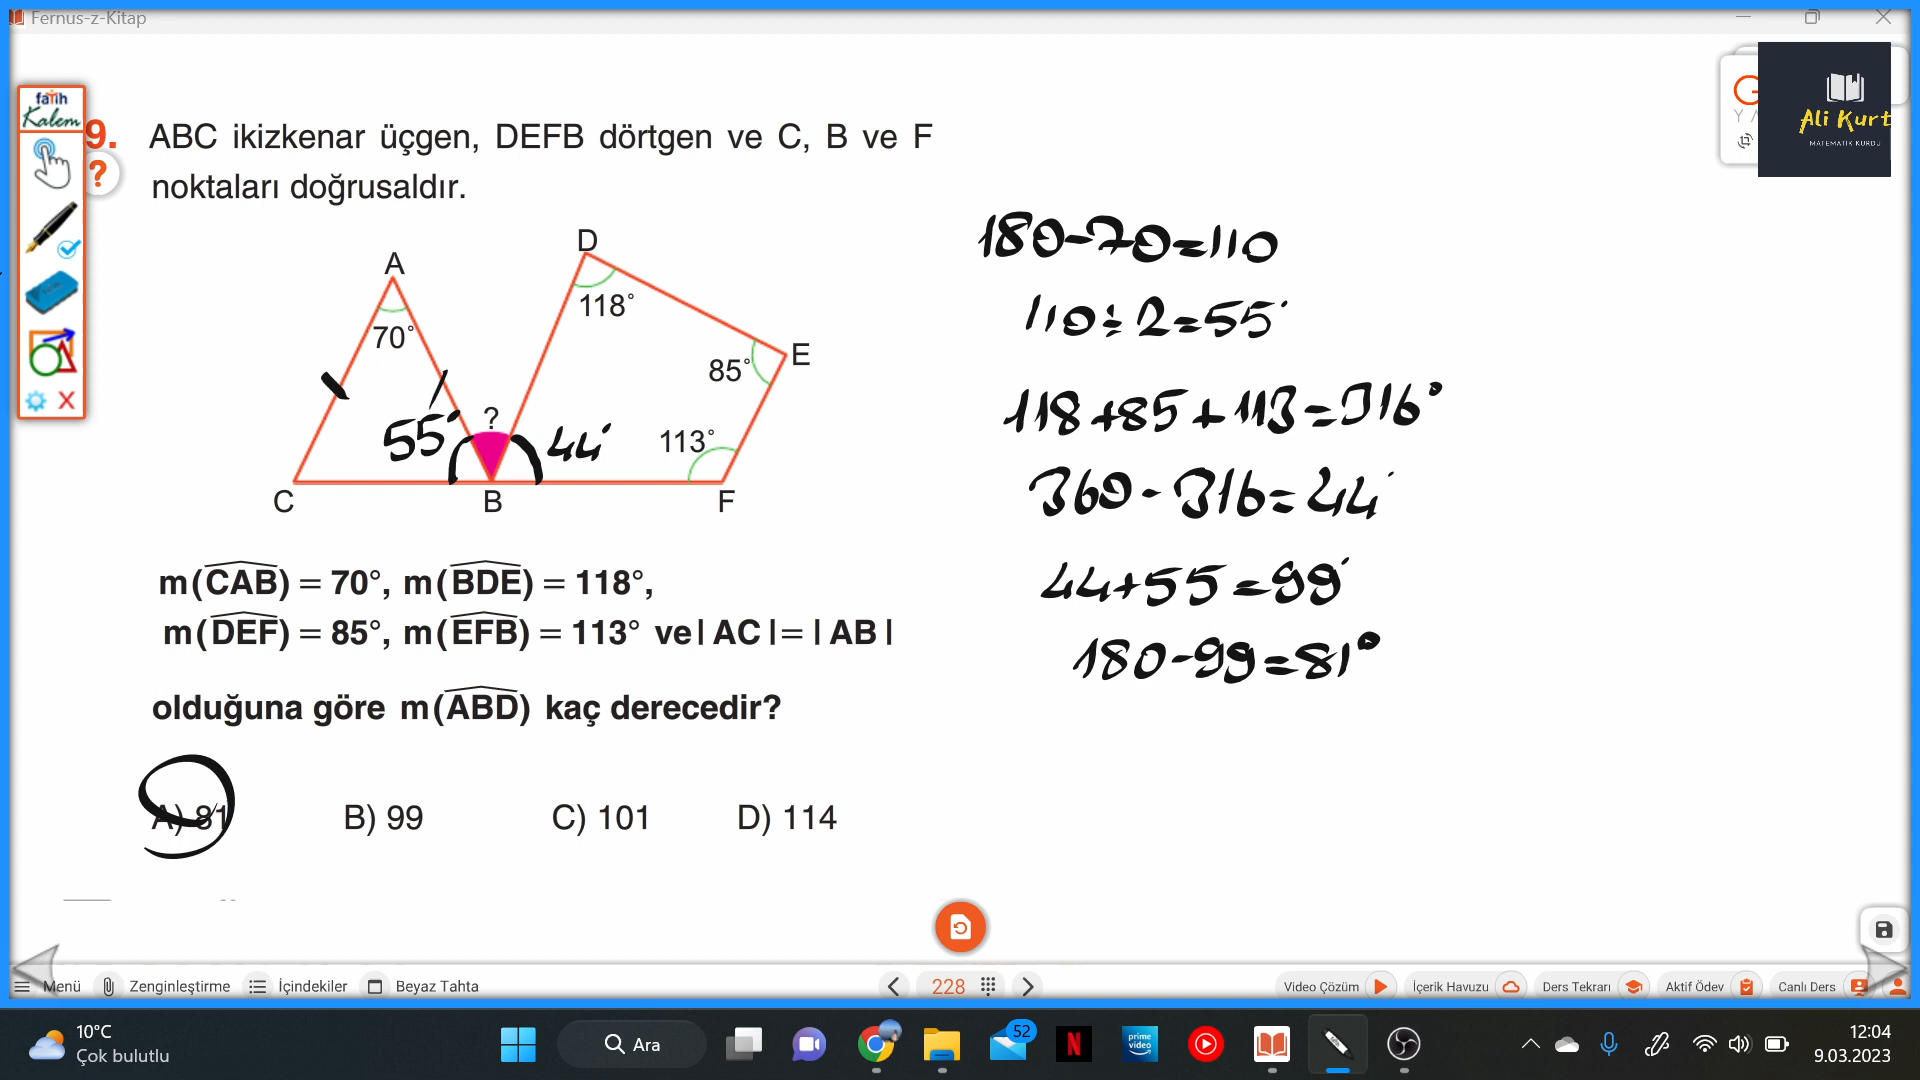 Fernus-z-Kitap
fatih
Kalem
Ali Kurt
MATEMATİK KURDU
9. ABC ikizkenar üçgen, DEFB dörtgen ve C, B ve F
noktaları doğrusaldır.
?
A
70°
D
118°
E
85°
?
55°
44°
113°
C
B
F
180-70=110
110÷2=55°
118+85+113=316°
360-316=44°
44+55=99°
180-99=81°
m(CAB) = 70°, m(BDE) = 118°,
m(DEF) = 85°, m(EFB) = 113° ve| AC |= | AB |
olduğuna göre m(ABD) kaç derecedir?
A) 81 B) 99 C) 101 D) 114
Menü Zenginleştirme İçindekiler Beyaz Tahta 228 Video Çözüm İçerik Havuzu Ders Tekrarı Aktif Ödev Canlı Ders
10°C
Çok bulutlu
Ara
52
N
prime
video
12:04
9.03.2023